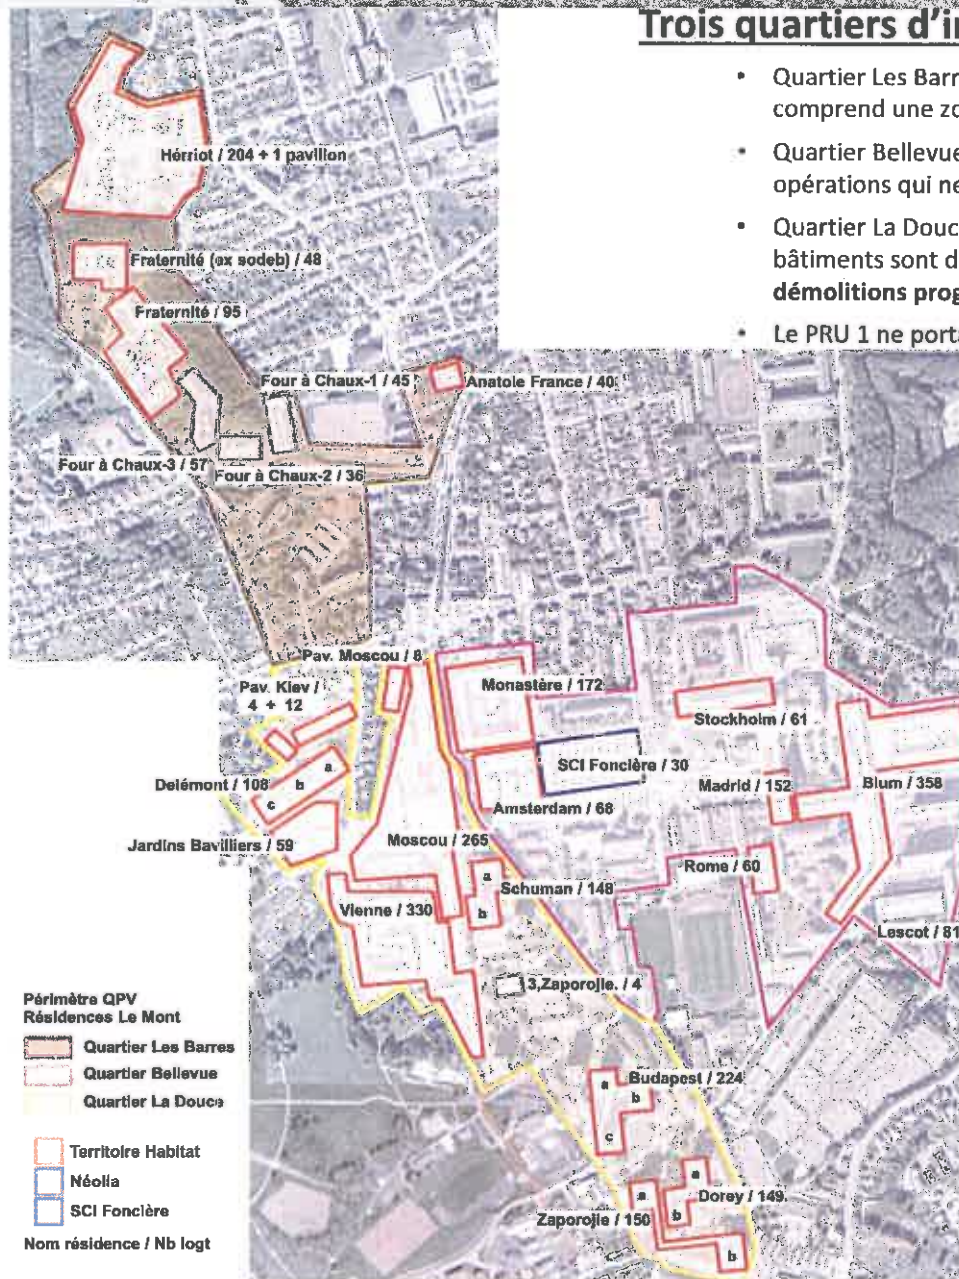 Trois quartiers d'i
• Quartier Les Barr
comprend une zo
• Quartier Bellevue
opérations qui ne
• Quartier La Douc
bâtiments sont d
démolitions prog
• Le PRU 1 ne porta
Hérriot / 204 + 1 pavillon
Fraternité (ex sodeb) / 48
Fraternité / 95
Four à Chaux-1 / 45
Anatole France / 40
Four à Chaux-3 / 57
Four à Chaux-2 / 36
Pav. Moscou / 8
Pav. Kiev /
4 + 12
Monastère / 172
Stockholm / 61
SCI Foncière / 30
a
Delémont / 108
b
Madrid / 152
Blum / 358
c
Amsterdam / 68
Jardins Bavilliers / 59
Moscou / 265
Rome / 60
a
Schuman / 148
Vienne / 330
b
Lescot / 81
3,Zaporojie. / 4
Périmètre QPV
Résidences Le Mont
Quartier Les Barres
Quartier Bellevue
Quartier La Douce
Budapest / 224
a
b
c
Territoire Habitat
Néolia
SCI Foncière
a
Dorey / 149
a
b
Zaporojie / 150
b
Nom résidence / Nb logt